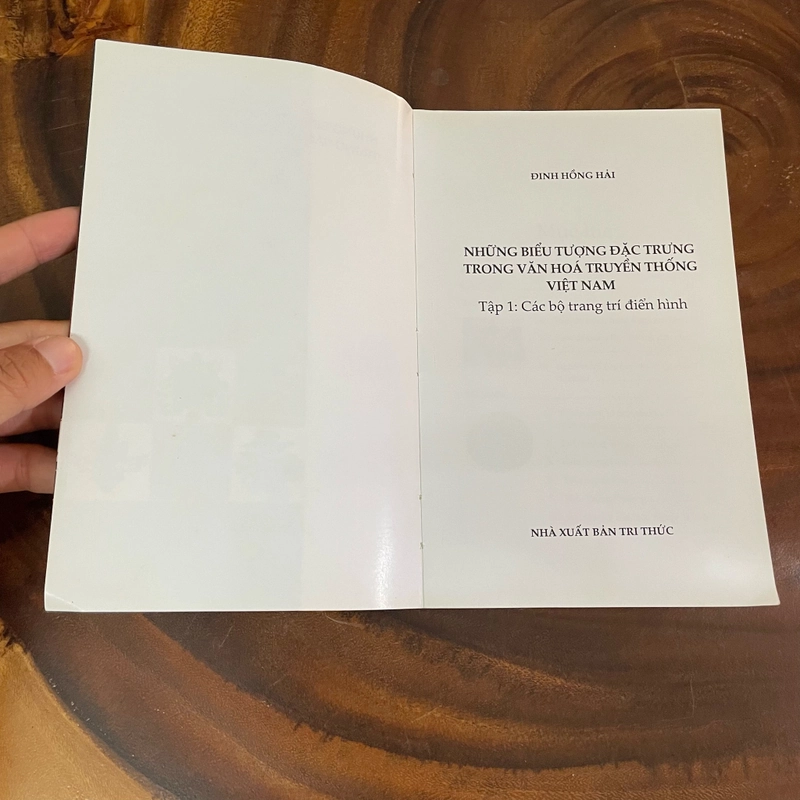 ĐINH HỒNG HẢI
NHỮNG BIỂU TƯỢNG ĐẶC TRƯNG
TRONG VĂN HOÁ TRUYỀN THỐNG
VIỆT NAM
Tập 1: Các bộ trang trí điển hình
NHÀ XUẤT BẢN TRI THỨC